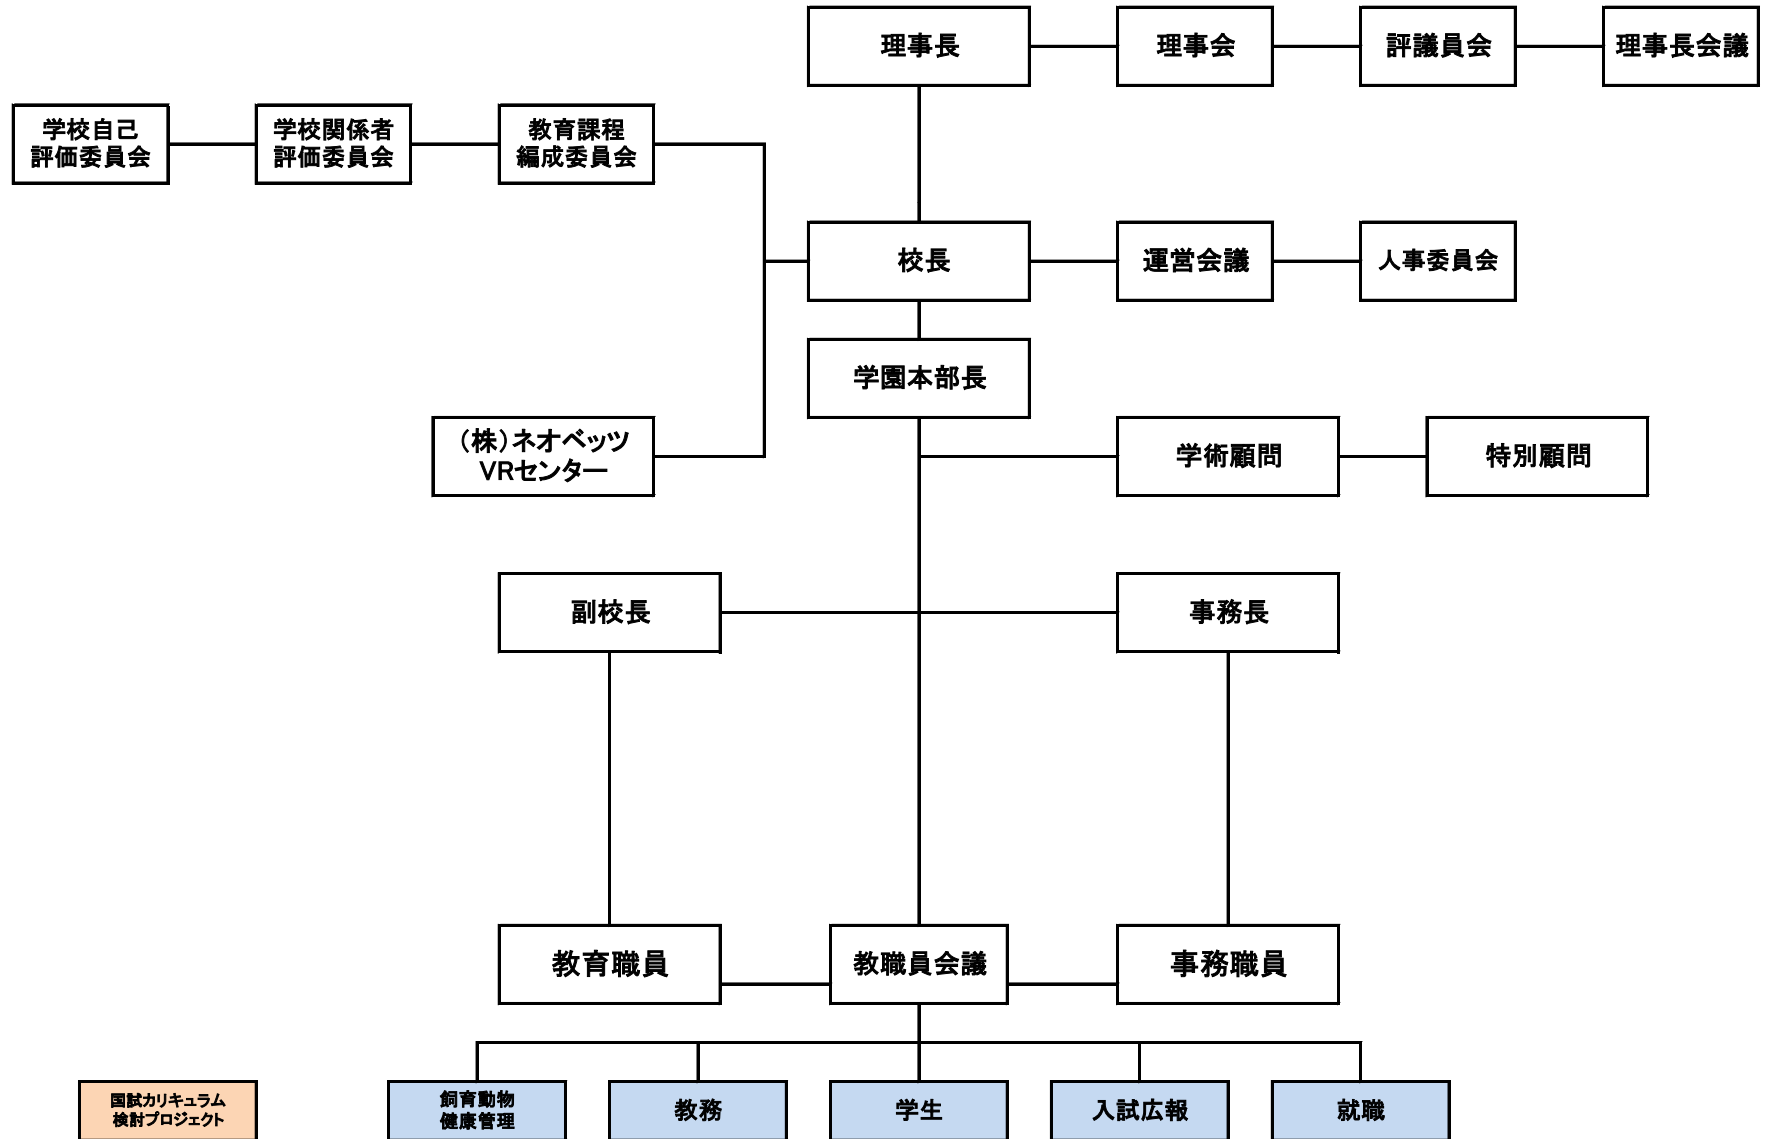 理事長
理事会
評議員会
理事長会議
学校自己
評価委員会
学校関係者
評価委員会
教育課程
編成委員会
校長
運営会議
人事委員会
学園本部長
（株）ネオベッツ
VRセンター
学術顧問
特別顧問
副校長
事務長
教育職員
教職員会議
事務職員
国試カリキュラム
検討プロジェクト
飼育動物
健康管理
教務
学生
入試広報
就職